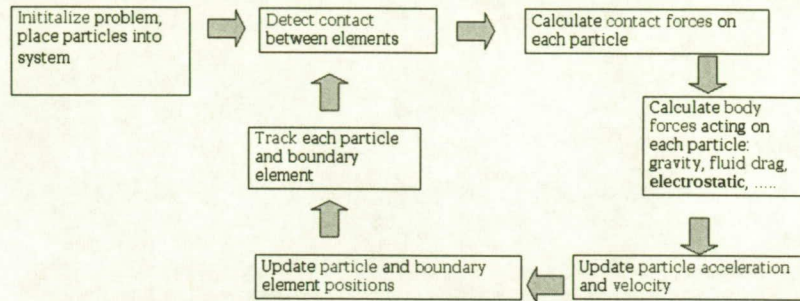 Inititalize problem,
place particles into
system
Detect contact
between elements
Calculate contact forces on
each particle
Calculate body
forces acting on
each particle:
gravity, fluid drag,
electrostatic, .....
Update particle acceleration
and velocity
Update particle and boundary
element positions
Track each particle
and boundary
element